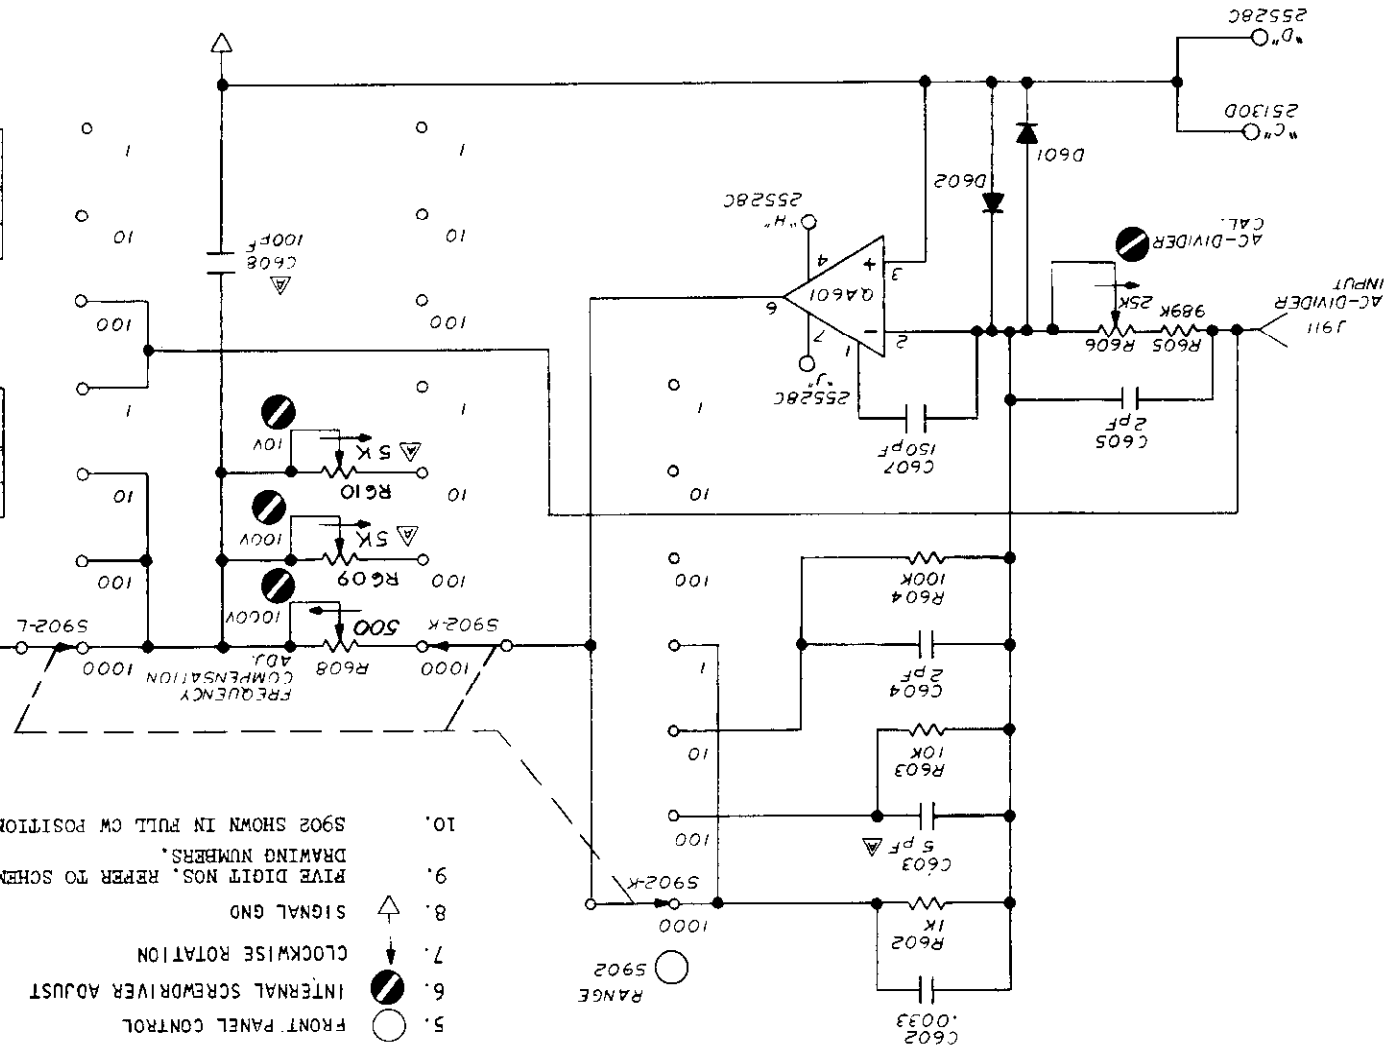 C602
.0033
5. FRONT PANEL CONTROL
6. INTERNAL SCREWDRIVER ADJUST
7. CLOCKWISE ROTATION
8. SIGNAL GND
9. FIVE DIGIT NOS. REFER TO SCHEM
DRAWING NUMBERS.
10. S902 SHOWN IN FULL CW POSITION
RANGE
S902
R602
1K
1000
S902-K
C603
5 pF
A
100
R603
10K
10
C604
2pF
1
R604
100K
100
10
1
FREQUENCY
COMPENSATION
ADJ.
S902-K
1000
R608
500
1000V
1000
S902-L
100
R609
5K
A
100V
100
10
R610
5K
A
10V
10
1
1
100
100
10
10
1
1
C605
2pF
C607
150pF
J911
AC-DIVIDER
INPUT
R605
989K
R606
25K
AC-DIVIDER
CAL.
2
3
1
7
4
6
-
+
QA601
25528C
"J"
"H"
25528C
A
C608
100pF
D601
D602
"C"
25130D
"D"
25528C